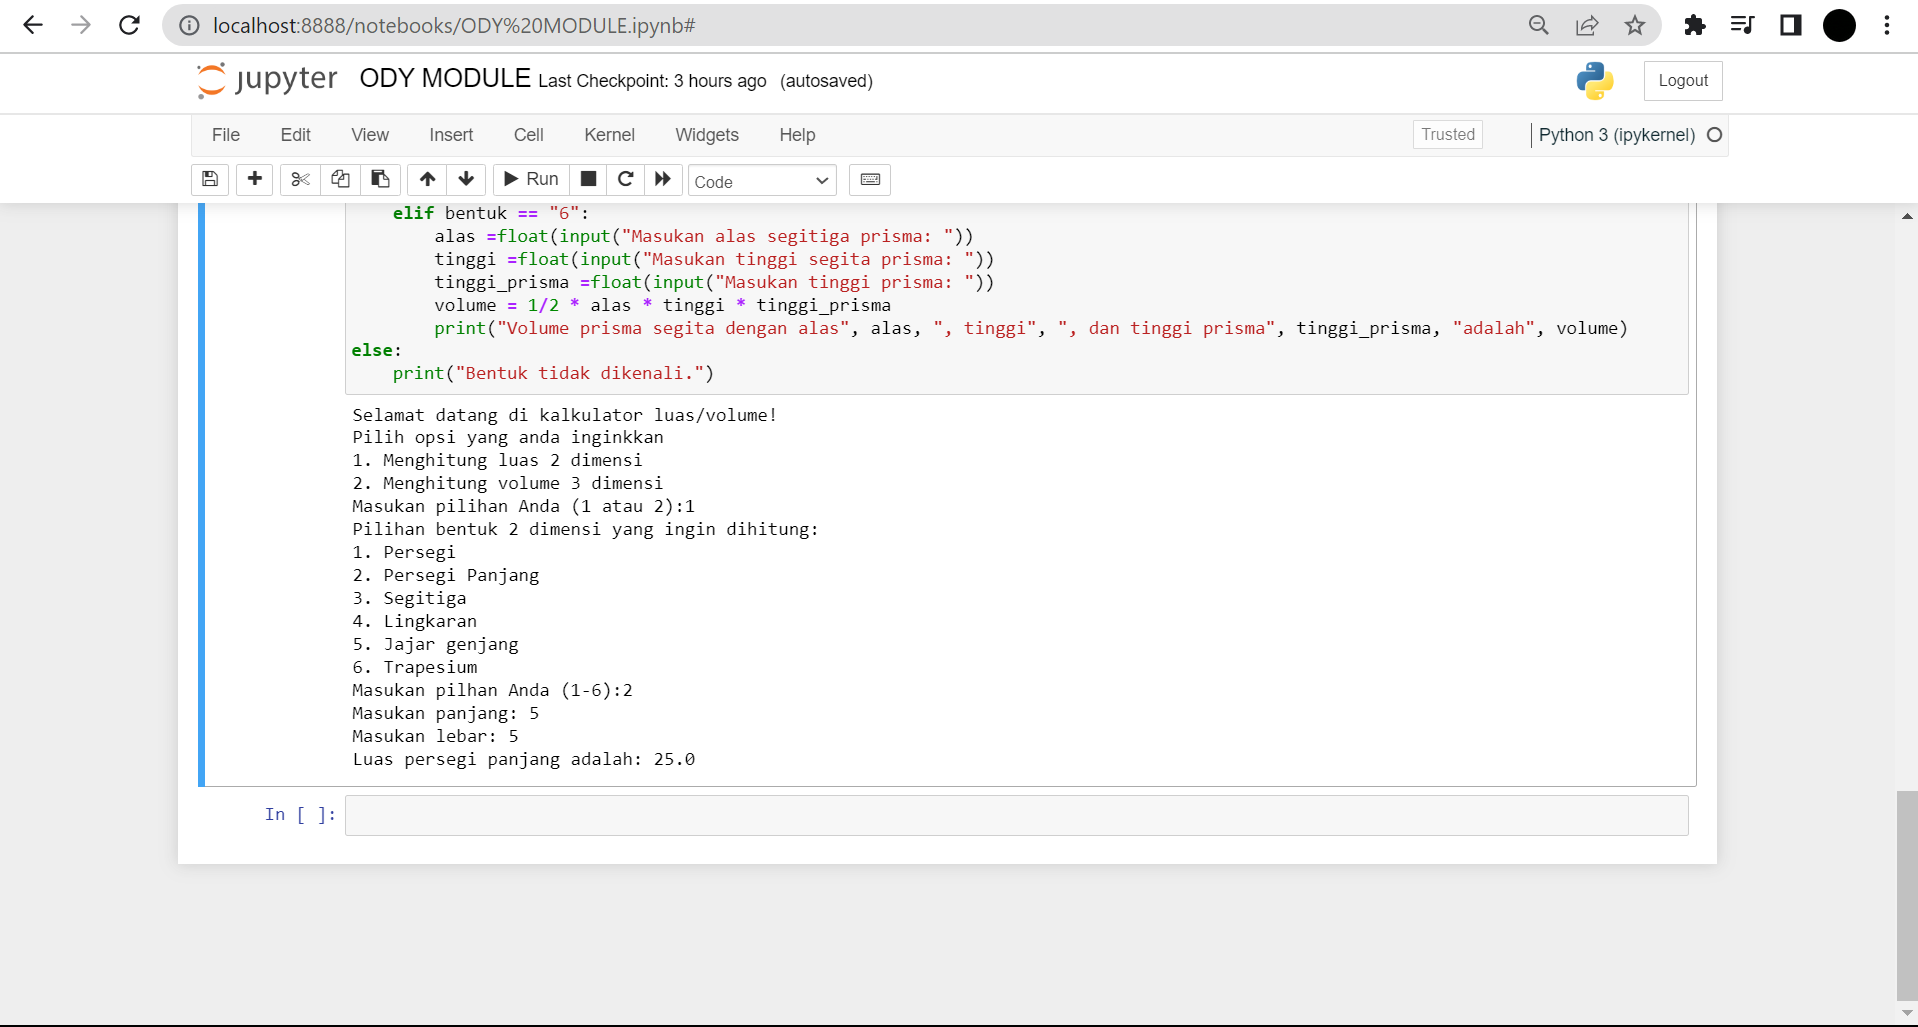 localhost:8888/notebooks/ODY%20MODULE.ipynb#
jupyter ODY MODULE Last Checkpoint: 3 hours ago (autosaved) Logout
File Edit View Insert Cell Kernel Widgets Help Trusted Python 3 (ipykernel)
Run Code
elif bentuk == "6":
alas =float(input("Masukan alas segitiga prisma: "))
tinggi =float(input("Masukan tinggi segita prisma: "))
tinggi_prisma =float(input("Masukan tinggi prisma: "))
volume = 1/2 * alas * tinggi * tinggi_prisma
print("Volume prisma segita dengan alas", alas, ", tinggi", ", dan tinggi prisma", tinggi_prisma, "adalah", volume)
else:
print("Bentuk tidak dikenali.")
Selamat datang di kalkulator luas/volume!
Pilih opsi yang anda inginkkan
1. Menghitung luas 2 dimensi
2. Menghitung volume 3 dimensi
Masukan pilihan Anda (1 atau 2):1
Pilihan bentuk 2 dimensi yang ingin dihitung:
1. Persegi
2. Persegi Panjang
3. Segitiga
4. Lingkaran
5. Jajar genjang
6. Trapesium
Masukan pilhan Anda (1-6):2
Masukan panjang: 5
Masukan lebar: 5
Luas persegi panjang adalah: 25.0
In [ ]: